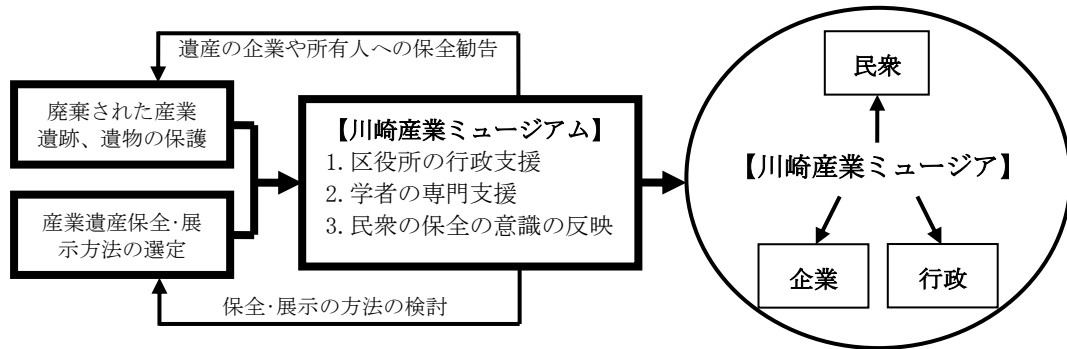 遺産の企業や所有人への保全勧告
廃棄された産業
遺跡、遺物の保護
産業遺産保全･展
示方法の選定
【川崎産業ミュージアム】
1. 区役所の行政支援
2. 学者の専門支援
3. 民衆の保全の意識の反映
保全･展示の方法の検討
民衆
【川崎産業ミュージア】
企業
行政